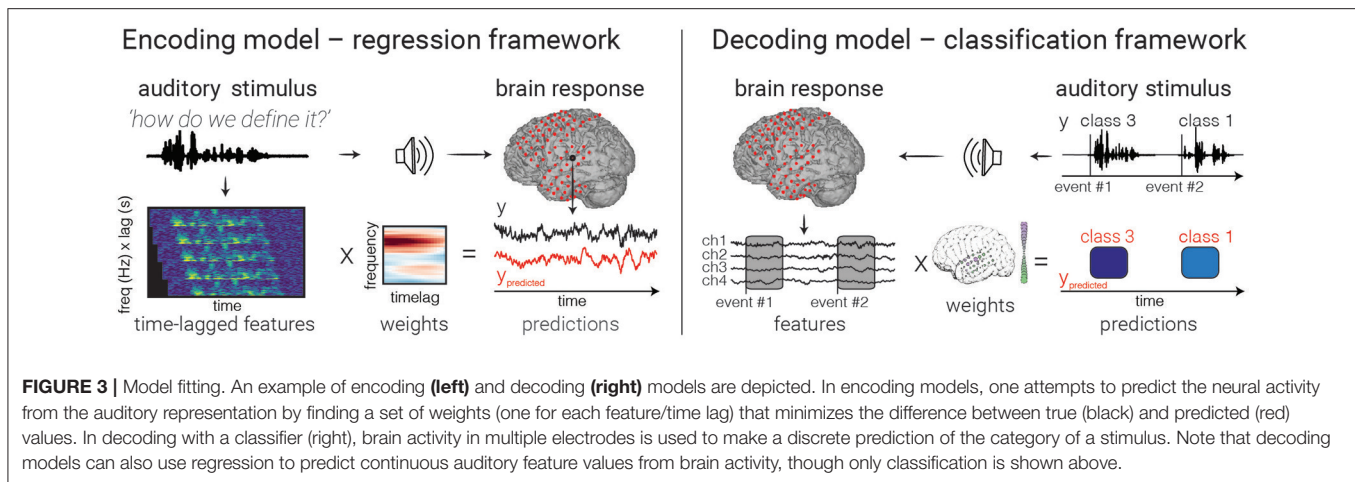 Encoding model – regression framework
auditory stimulus
'how do we define it?'
brain response
freq (Hz) x lag (s)
time
time-lagged features
X
frequency
timelag
weights
=
y
y predicted
time
predictions
Decoding model – classification framework
brain response
auditory stimulus
y
class 3
class 1
event #1
event #2
ch1
ch2
ch3
ch4
event #1
event #2
features
X
weights
=
class 3
class 1
y predicted
time
predictions
FIGURE 3 | Model fitting. An example of encoding (left) and decoding (right) models are depicted. In encoding models, one attempts to predict the neural activity
from the auditory representation by finding a set of weights (one for each feature/time lag) that minimizes the difference between true (black) and predicted (red)
values. In decoding with a classifier (right), brain activity in multiple electrodes is used to make a discrete prediction of the category of a stimulus. Note that decoding
models can also use regression to predict continuous auditory feature values from brain activity, though only classification is shown above.